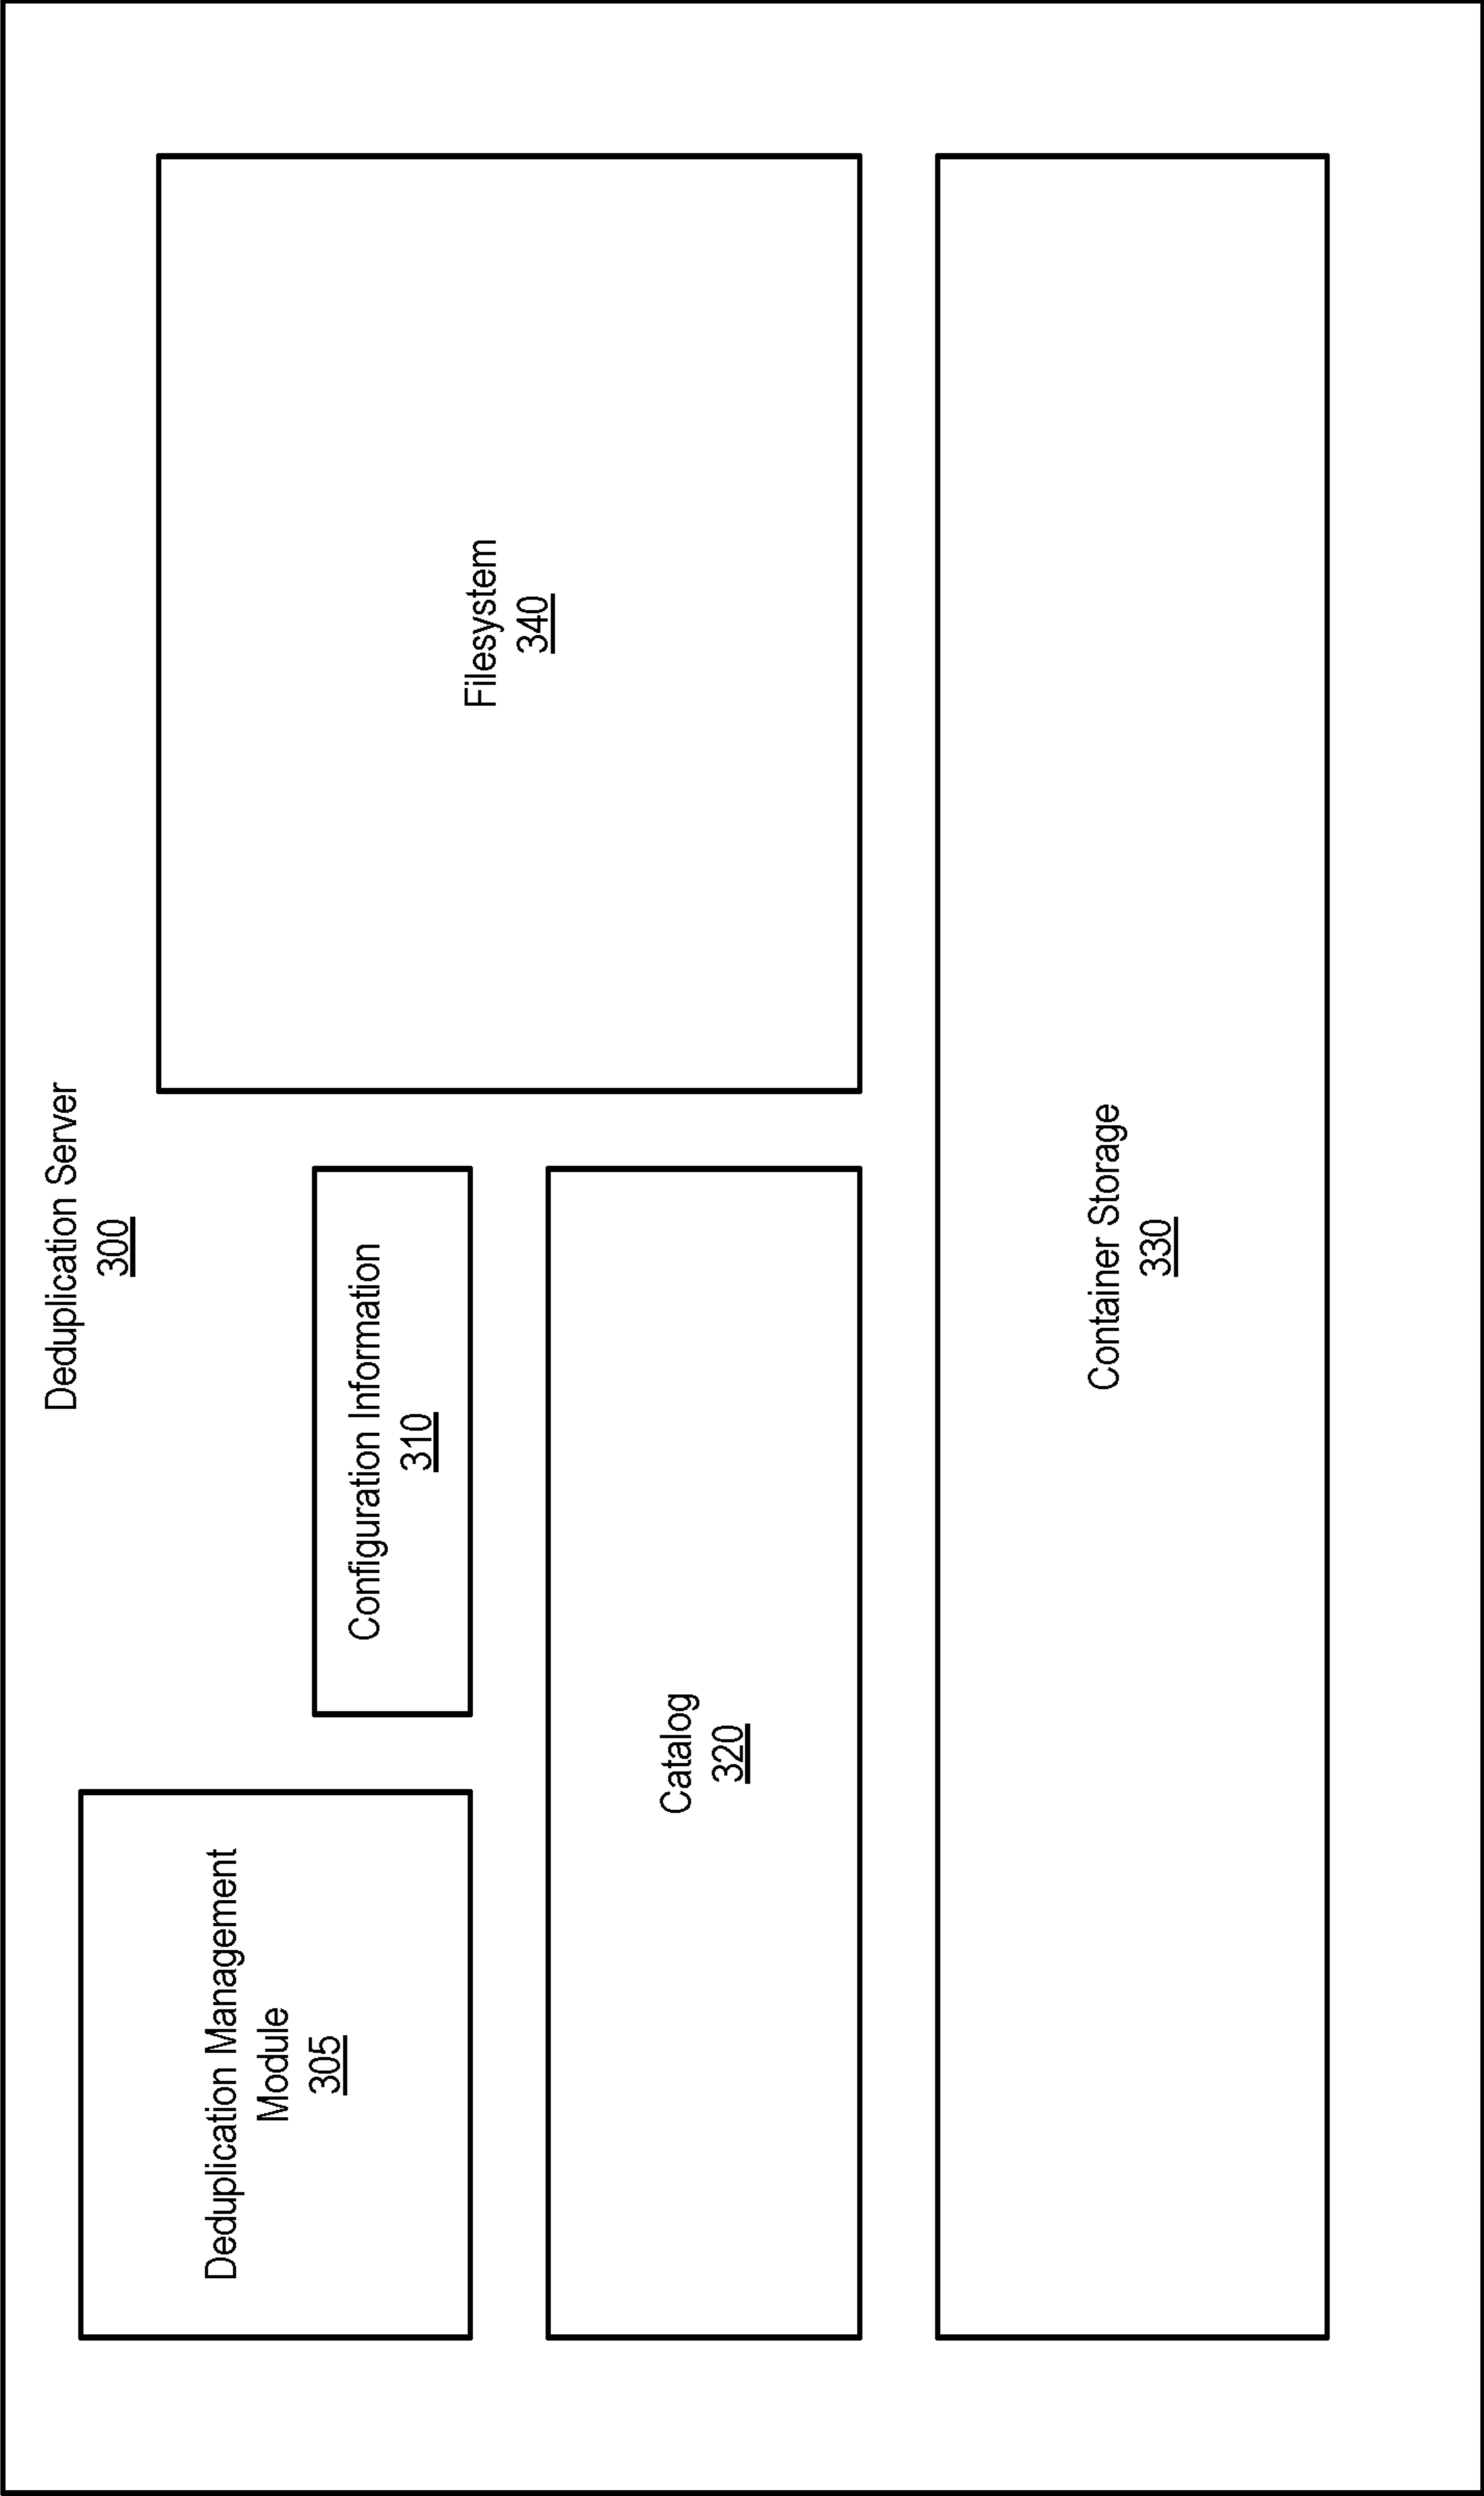 Deduplication Server
300
Deduplication Management
Module
305
Configuration Information
310
Filesystem
340
Catalog
320
Container Storage
330